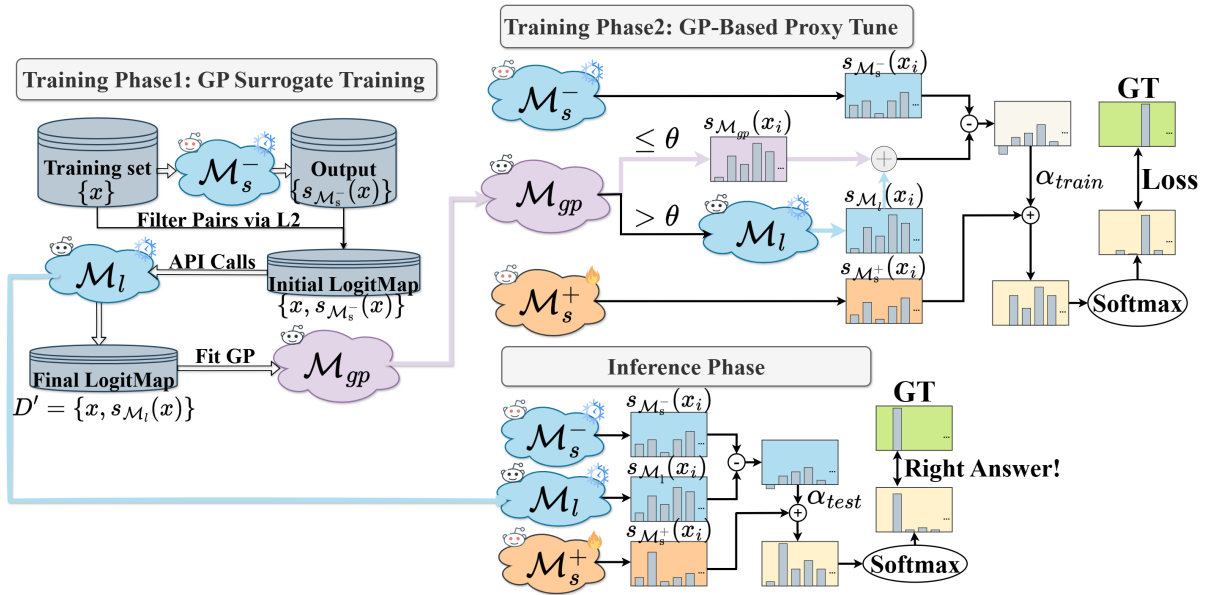 Training Phase1: GP Surrogate Training
Training set
{x}
M_s^-
Output
{s_{M_s^-}(x)}
Filter Pairs via L2
M_l
API Calls
Initial LogitMap
{x, s_{M_s^-}(x)}
Final LogitMap
D′ = {x, s_{M_l}(x)}
Fit GP
M_gp
Training Phase2: GP-Based Proxy Tune
M_s^-
s_{M_s^-}(x_i)
...
-
...
M_gp
≤ θ
s_{M_gp}(x_i)
...
+
> θ
M_l
s_{M_l}(x_i)
...
α_train
+
M_s^+
s_{M_s^+}(x_i)
...
...
Softmax
...
Loss
GT
...
Inference Phase
M_s^-
s_{M_s^-}(x_i)
...
-
...
M_l
s_{M_l}(x_i)
...
α_test
+
M_s^+
s_{M_s^+}(x_i)
...
...
Softmax
...
Right Answer!
GT
...